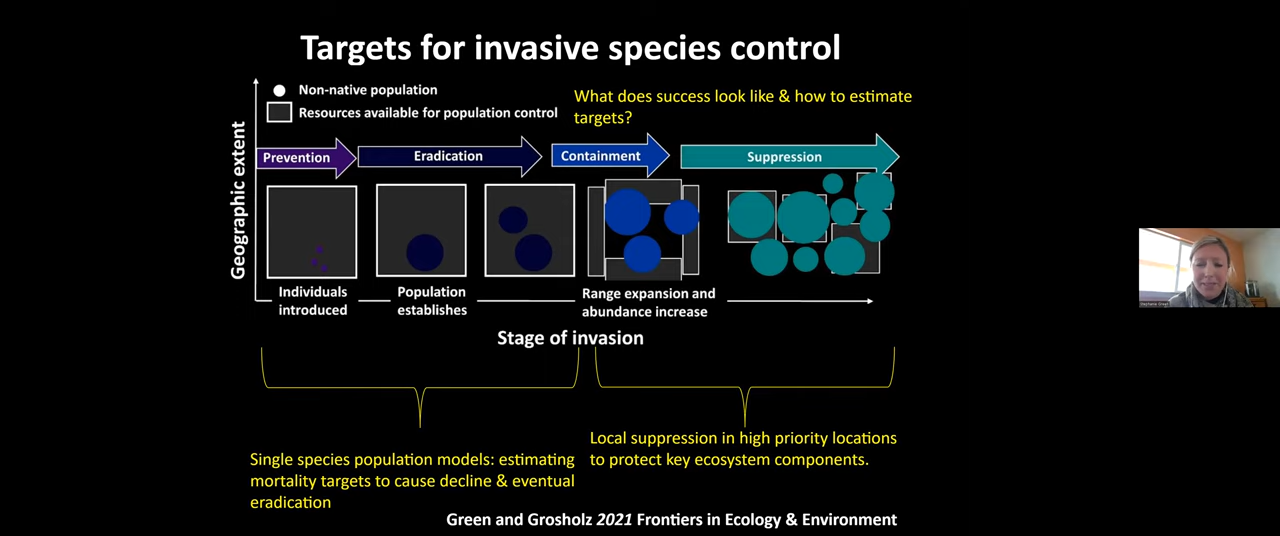 Targets for invasive species control
Non-native population
Resources available for population control
What does success look like & how to estimate
targets?
Geographic extent
Prevention
Eradication
Containment
Suppression
Individuals
introduced
Population
establishes
Range expansion and
abundance increase
Stage of invasion
Single species population models: estimating
mortality targets to cause decline & eventual
eradication
Local suppression in high priority locations
to protect key ecosystem components.
Green and Grosholz 2021 Frontiers in Ecology & Environment